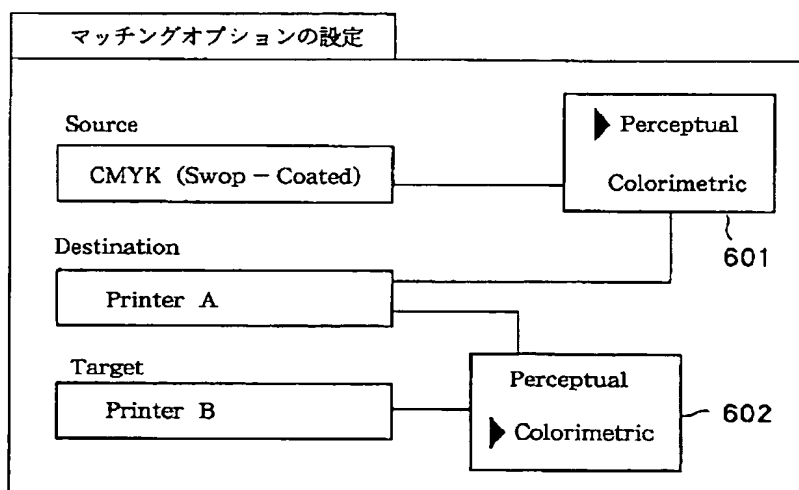 マッチングオプションの設定
Source
CMYK (Swop － Coated)
▶ Perceptual
Colorimetric
601
Destination
Printer A
Target
Printer B
Perceptual
▶ Colorimetric
602